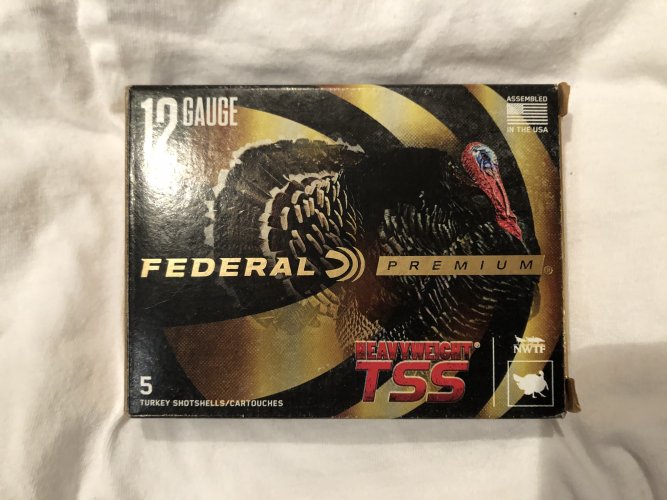 12 GAUGE
ASSEMBLED
IN THE USA
FEDERAL PREMIUM®
HEAVYWEIGHT®
TSS
NWTF
5
TURKEY SHOTSHELLS/CARTOUCHES